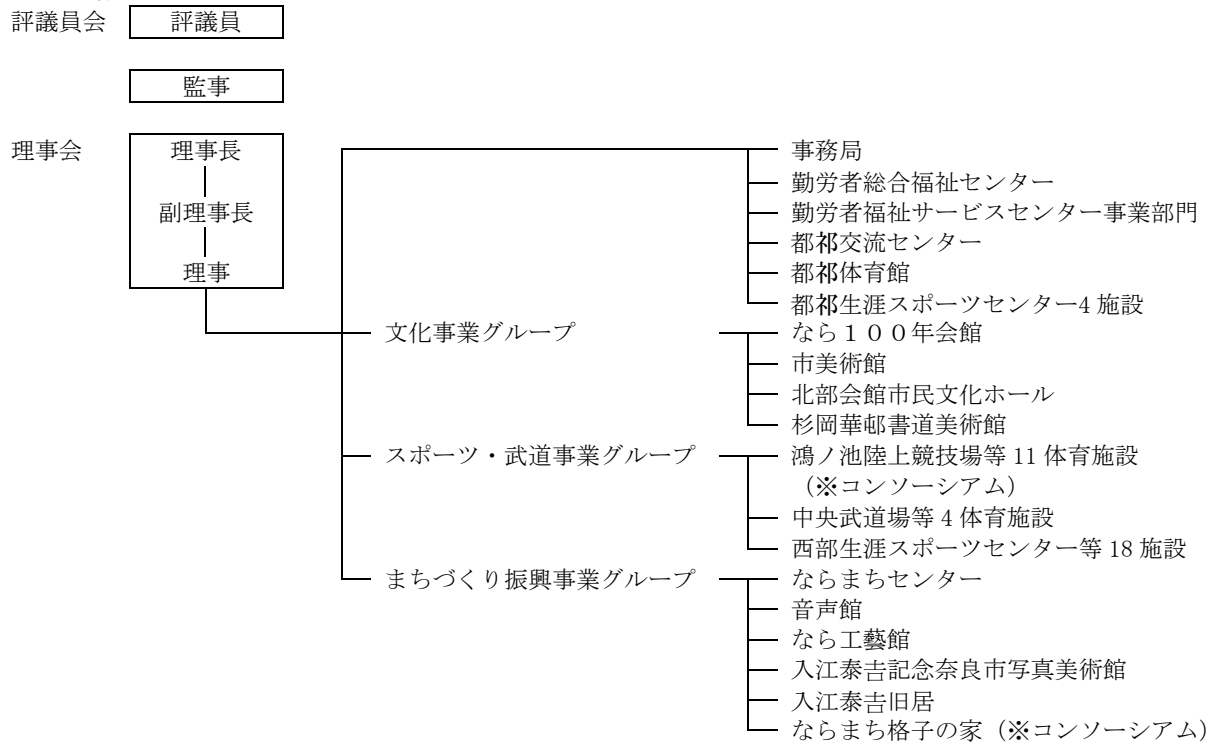 評議員会 評議員
監事
理事会 理事長 事務局
勤労者総合福祉センター
副理事長 勤労者福祉サービスセンター事業部門
都祁交流センター
理事 都祁体育館
都祁生涯スポーツセンター4 施設
文化事業グループ なら１００年会館
市美術館
北部会館市民文化ホール
杉岡華邨書道美術館
スポーツ・武道事業グループ 鴻ノ池陸上競技場等 11 体育施設
（※コンソーシアム）
中央武道場等 4 体育施設
西部生涯スポーツセンター等 18 施設
まちづくり振興事業グループ ならまちセンター
音声館
なら工藝館
入江泰𠮷記念奈良市写真美術館
入江泰𠮷旧居
ならまち格子の家（※コンソーシアム）